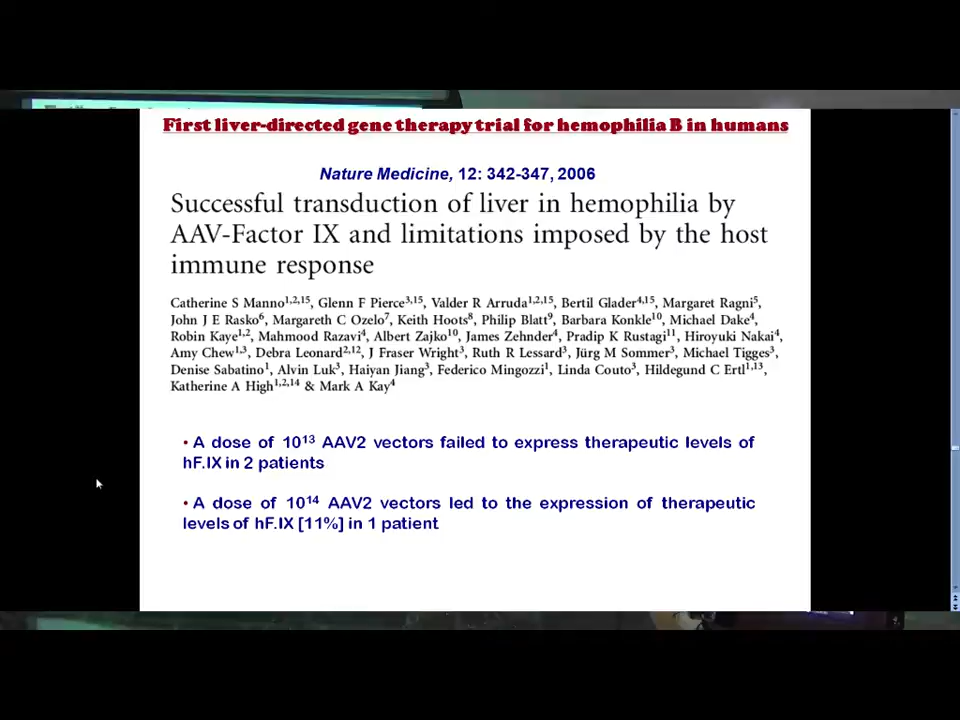 First liver-directed gene therapy trial for hemophilia B in humans
Nature Medicine, 12: 342-347, 2006
Successful transduction of liver in hemophilia by
AAV-Factor IX and limitations imposed by the host
immune response
Catherine S Manno1,2,15, Glenn F Pierce3,15, Valder R Arruda1,2,15, Bertil Glader4,15, Margaret Ragni5,
John J E Rasko6, Margareth C Ozelo7, Keith Hoots8, Philip Blatt9, Barbara Konkle10, Michael Dake4,
Robin Kaye1,2, Mahmood Razavi4, Albert Zajko10, James Zehnder4, Pradip K Rustagi11, Hiroyuki Nakai4,
Amy Chew1,3, Debra Leonard2,12, J Fraser Wright3, Ruth R Lessard3, Jürg M Sommer3, Michael Tigges3,
Denise Sabatino1, Alvin Luk3, Haiyan Jiang3, Federico Mingozzi1, Linda Couto3, Hildegund C Ertl1,13,
Katherine A High1,2,14 & Mark A Kay4
• A dose of 10¹³ AAV2 vectors failed to express therapeutic levels of
hF.IX in 2 patients
• A dose of 10¹⁴ AAV2 vectors led to the expression of therapeutic
levels of hF.IX [11%] in 1 patient